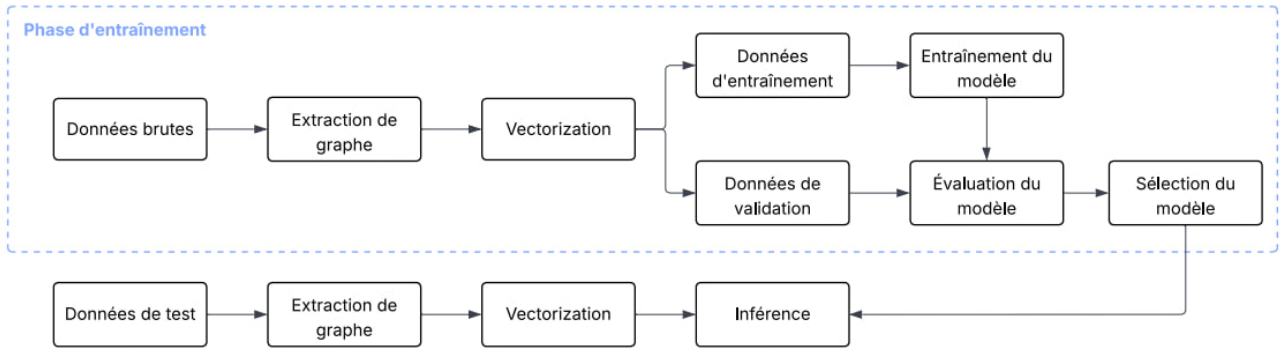 Phase d'entraînement
Données brutes
Extraction de
graphe
Vectorization
Données
d'entraînement
Entraînement du
modèle
Données de
validation
Évaluation du
modèle
Sélection du
modèle
Données de test
Extraction de
graphe
Vectorization
Inférence